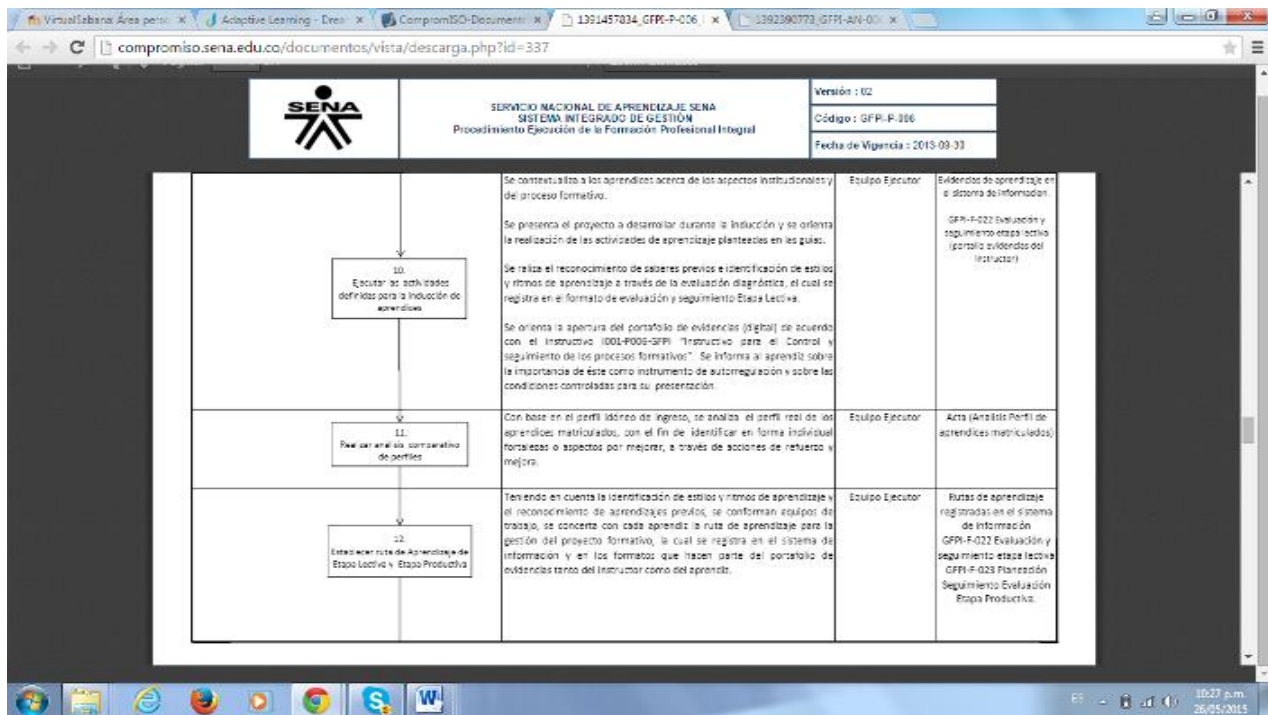 VirtualSabana: Área perso
Adaptive Learning - Drea
CompromISO-Document
1391457834_GFPI-P-006_
1392390773_GFPI-AN-00
compromiso.sena.edu.co/documentos/vista/descarga.php?id=337
SENA
SERVICIO NACIONAL DE APRENDIZAJE SENA
SISTEMA INTEGRADO DE GESTIÓN
Procedimiento Ejecución de la Formación Profesional Integral
Versión : 02
Código : GFPI-P-006
Fecha de Vigencia : 2013-09-30
10.
Ejecutar las actividades
definidas para la inducción de
aprendices
Se contextualiza a los aprendices acerca de los aspectos institucionales y
del proceso formativo.
Se presenta el proyecto a desarrollar durante la inducción y se orienta
la realización de las actividades de aprendizaje planteadas en las guías.
Se realiza el reconocimiento de saberes previos e identificación de estilos
y ritmos de aprendizaje a través de la evaluación diagnóstica, el cual se
registra en el formato de evaluación y seguimiento Etapa Lectiva.
Se orienta la apertura del portafolio de evidencias (digital) de acuerdo
con el instructivo I001-P006-GFPI "Instructivo para el Control y
seguimiento de los procesos formativos". Se informa al aprendiz sobre
la importancia de éste como instrumento de autorregulación y sobre las
condiciones controladas para su presentación
Equipo Ejecutor
Evidencias de aprendizaje en
el sistema de información.
GFPI-F-022 Evaluación y
seguimiento etapa lectiva
(portafolio evidencias del
instructor)
11.
Realizar análisis comparativo
de perfiles
Con base en el perfil idóneo de ingreso, se analiza el perfil real de los
aprendices matriculados, con el fin de identificar en forma individual
fortalezas o aspectos por mejorar, a través de acciones de refuerzo y
mejora.
Equipo Ejecutor
Acta (Análisis Perfil de
aprendices matriculados)
12.
Establecer ruta de Aprendizaje de
Etapa Lectiva y Etapa Productiva
Teniendo en cuenta la identificación de estilos y ritmos de aprendizaje y
el reconocimiento de aprendizajes previos, se conforman equipos de
trabajo, se concerta con cada aprendiz la ruta de aprendizaje para la
gestión del proyecto formativo, la cual se registra en el sistema de
información y en los formatos que hacen parte del portafolio de
evidencias tanto del instructor como del aprendiz.
Equipo Ejecutor
Rutas de aprendizaje
registradas en el sistema
de información
GFPI-F-022 Evaluación y
seguimiento etapa lectiva
GFPI-F-023 Planeación
Seguimiento Evaluación
Etapa Productiva.
ES
10:27 p.m.
26/05/2015